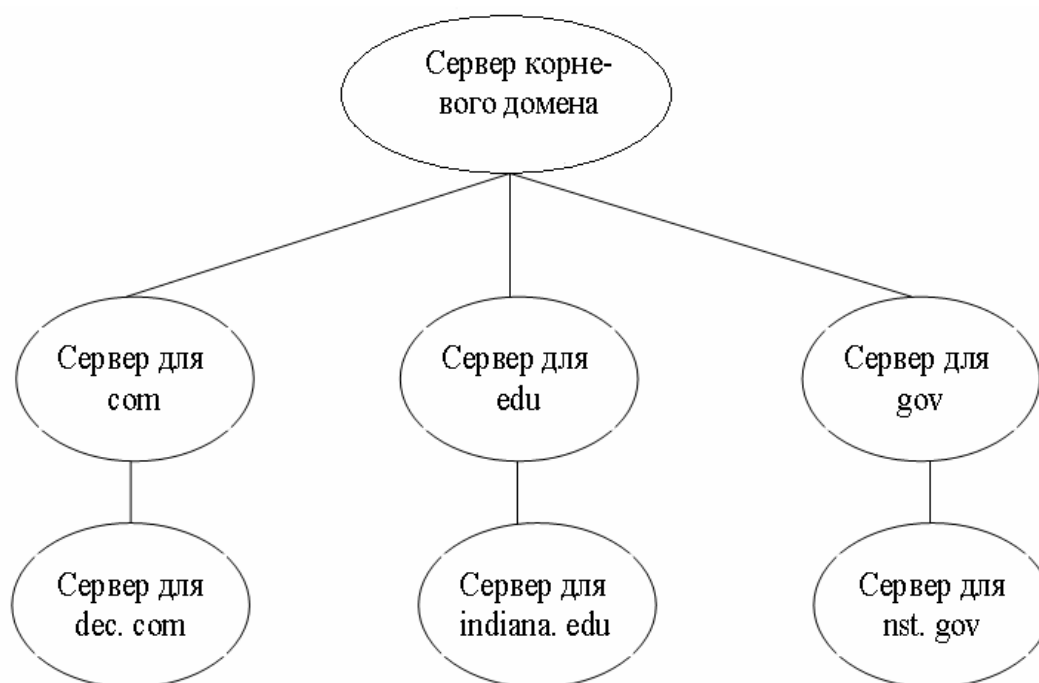 Сервер корне-
вого домена
Сервер для
com
Сервер для
edu
Сервер для
gov
Сервер для
dec. com
Сервер для
indiana. edu
Сервер для
nst. gov